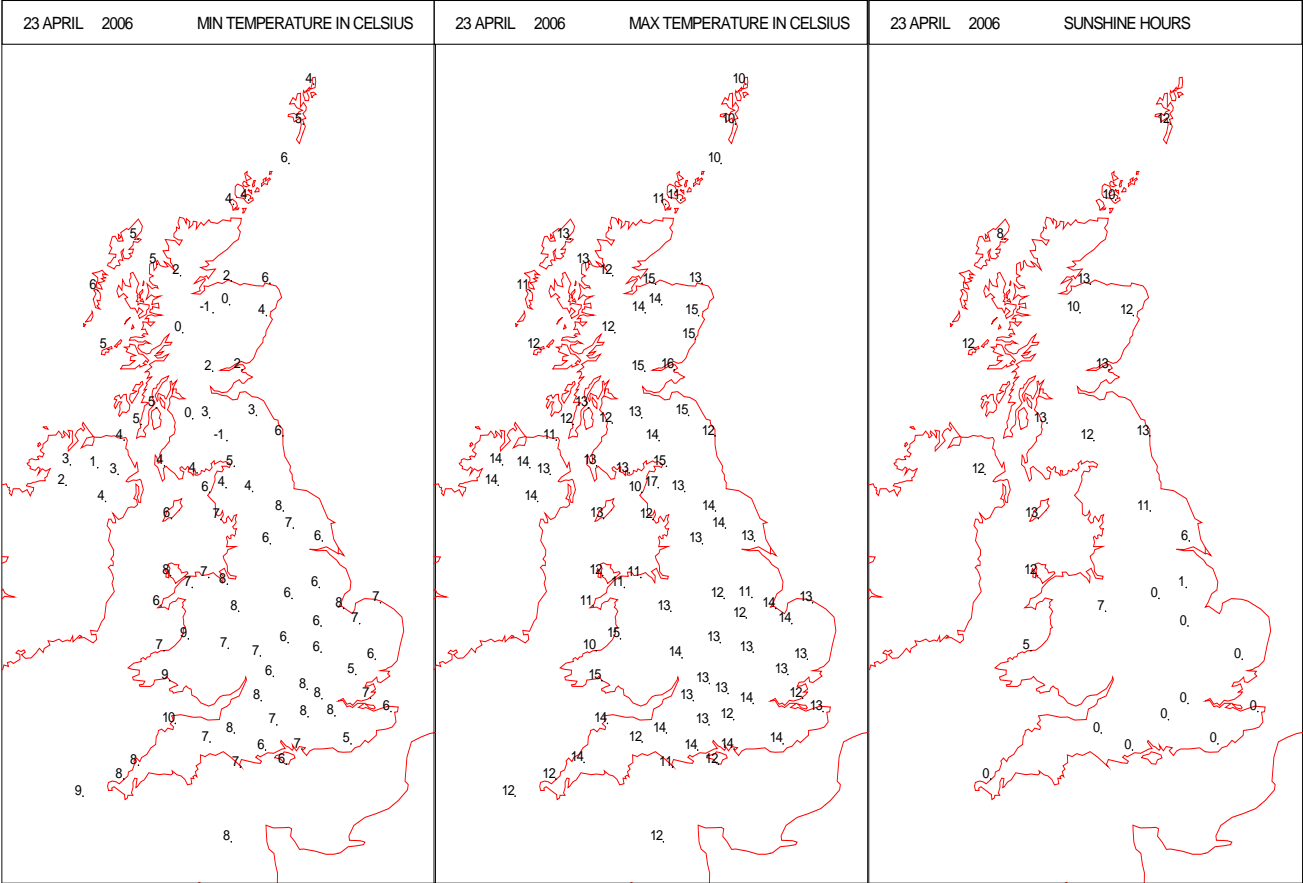 23 APRIL 2006 MIN TEMPERATURE IN CELSIUS
4.
5.
6.
4. 4.
5.
5.
2. 2. 6.
6.
0.
-1. 4.
0.
5.
2. 2.
5.
0. 3. 3.
5.
4. -1. 6.
3. 1. 4. 5.
3. 4.
2. 4. 4.
4. 6.
6. 7. 8.
7.
6. 6.
8. 7.
7. 8. 6.
6. 8. 6. 8. 7.
6. 7.
9. 6.
7. 7. 7. 6. 6.
9. 6. 5.
8. 8. 8. 7.
10. 7. 8. 8. 6.
8. 7. 6. 7. 5.
8. 7. 6.
8.
9.
8.
23 APRIL 2006 MAX TEMPERATURE IN CELSIUS
10.
10.
10.
11. 11.
13.
13.
12. 15. 13.
11.
14. 14. 15.
12. 15.
12.
15. 16.
13.
12. 12. 13. 15.
11. 14. 12.
14. 14. 13. 15.
13. 13.
14. 14. 10. 17. 13.
13. 12. 14.
14.
13. 13.
12. 11.
11. 12. 11.
11. 13. 12. 14. 13.
14.
15. 13.
10. 14. 13. 13.
15. 13. 13.
13. 13. 14. 12.
14. 13. 12. 13.
12. 14. 13. 14. 14.
14. 11. 12.
12.
12.
12.
23 APRIL 2006 SUNSHINE HOURS
12.
10.
8.
13.
10. 12.
12.
13.
13.
12. 13.
12.
13. 11.
6.
12.
1.
7. 0.
0.
5. 0.
0. 0.
0. 0.
0. 0.
0.